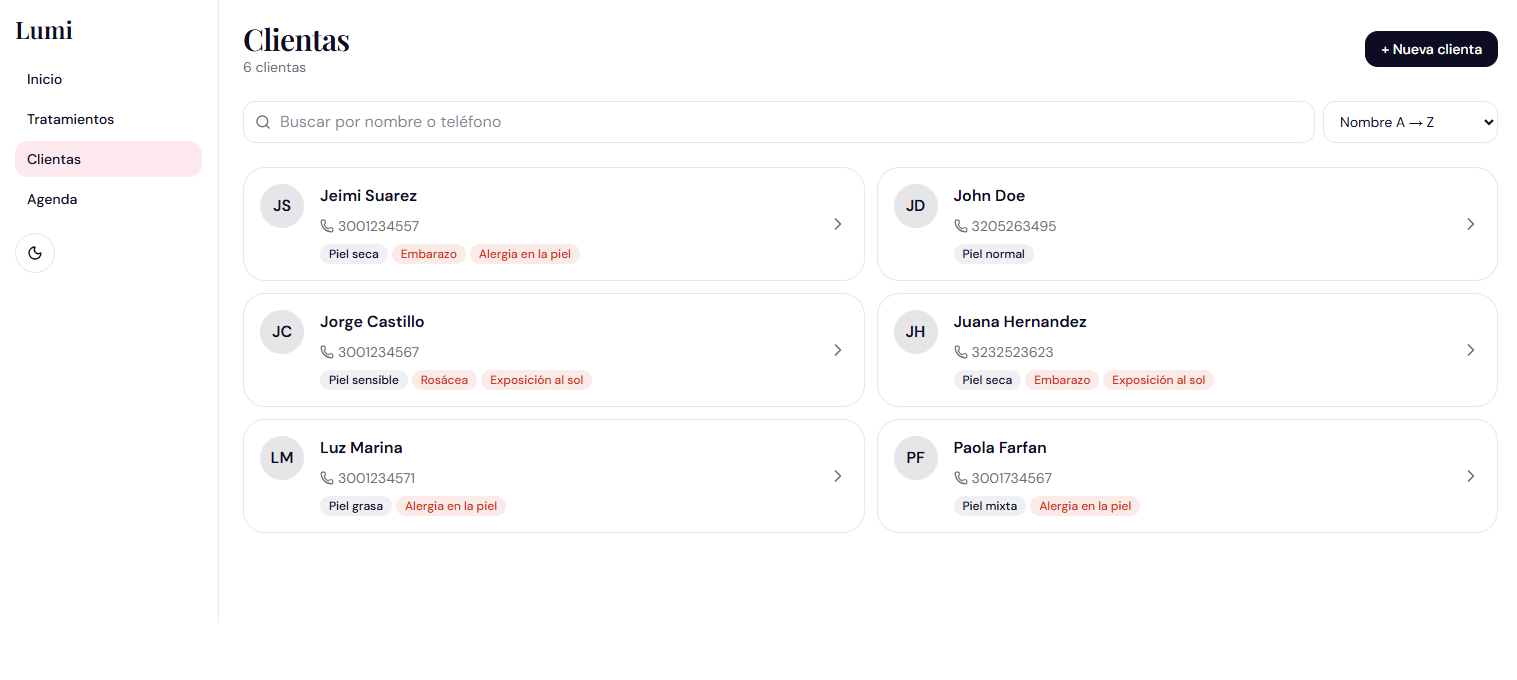 Lumi
Inicio
Tratamientos
Clientas
Agenda
Clientas
6 clientas
+ Nueva clienta
Buscar por nombre o teléfono
Nombre A → Z
JS
Jeimi Suarez
3001234557
Piel seca Embarazo Alergia en la piel
JD
John Doe
3205263495
Piel normal
JC
Jorge Castillo
3001234567
Piel sensible Rosácea Exposición al sol
JH
Juana Hernandez
3232523623
Piel seca Embarazo Exposición al sol
LM
Luz Marina
3001234571
Piel grasa Alergia en la piel
PF
Paola Farfan
3001734567
Piel mixta Alergia en la piel